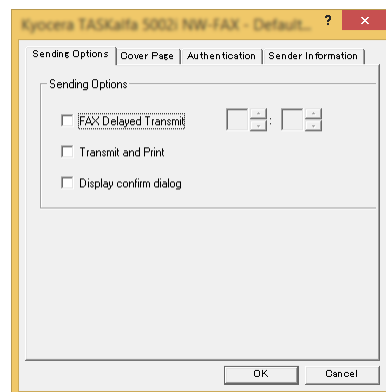 Kyocera TASKalfa 5002i NW-FAX - Default... ? ×
Sending Options Cover Page Authentication Sender Information
Sending Options
FAX Delayed Transmit :
Transmit and Print
Display confirm dialog
OK Cancel